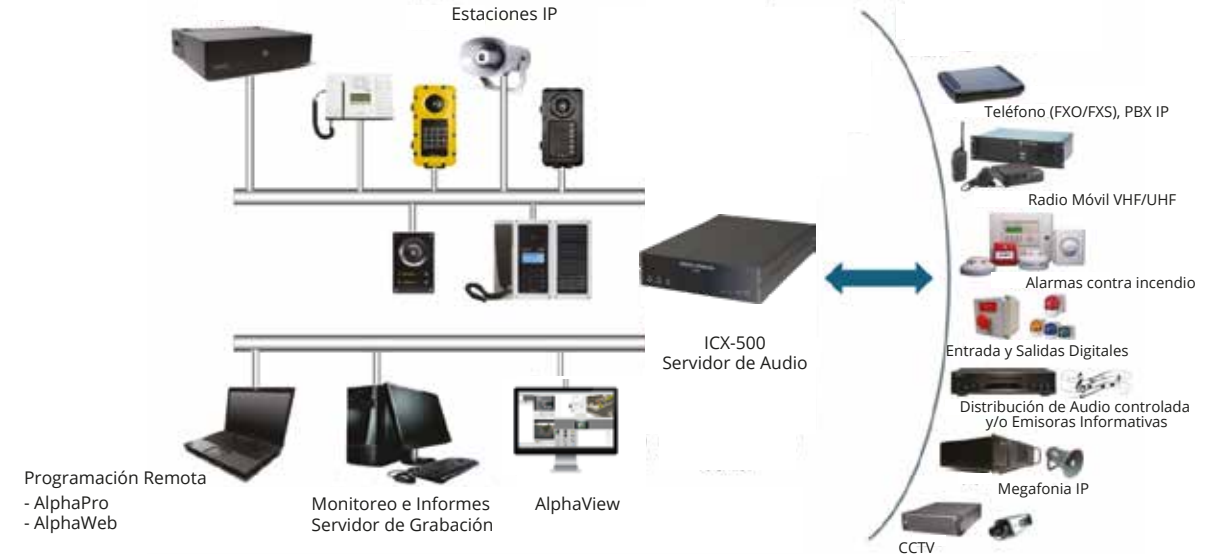 Estaciones IP
Teléfono (FXO/FXS), PBX IP
Radio Móvil VHF/UHF
Alarmas contra incendio
ICX-500
Servidor de Audio
Entrada y Salidas Digitales
Distribución de Audio controlada
y/o Emisoras Informativas
Megafonia IP
CCTV
Programación Remota
- AlphaPro
- AlphaWeb
Monitoreo e Informes
Servidor de Grabación
AlphaView